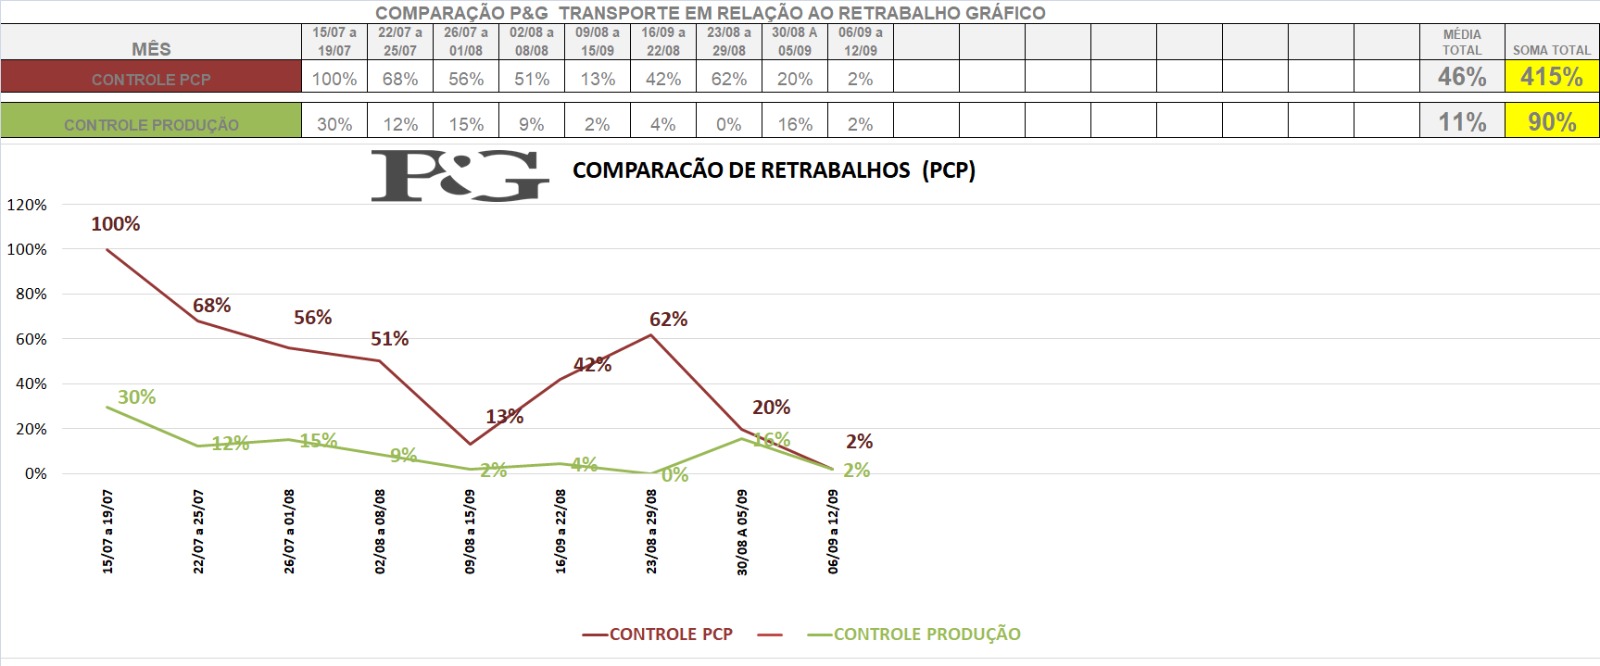 COMPARAÇÃO P&G TRANSPORTE EM RELAÇÃO AO RETRABALHO GRÁFICO
MÊS 15/07 a 19/07 22/07 a 25/07 26/07 a 01/08 02/08 a 08/08 09/08 a 15/09 16/09 a 22/08 23/08 a 29/08 30/08 A 05/09 06/09 a 12/09 MÉDIA TOTAL SOMA TOTAL
CONTROLE PCP 100% 68% 56% 51% 13% 42% 62% 20% 2% 46% 415%
CONTROLE PRODUÇÃO 30% 12% 15% 9% 2% 4% 0% 16% 2% 11% 90%
P&G COMPARACÃO DE RETRABALHOS (PCP)
120%
100%
80%
60%
40%
20%
0%
100%
68%
56%
51%
13%
42%
62%
20%
2%
30%
12%
15%
9%
2%
4%
0%
16%
2%
15/07 a 19/07
22/07 a 25/07
26/07 a 01/08
02/08 a 08/08
09/08 a 15/09
16/09 a 22/08
23/08 a 29/08
30/08 A 05/09
06/09 a 12/09
CONTROLE PCP CONTROLE PRODUÇÃO